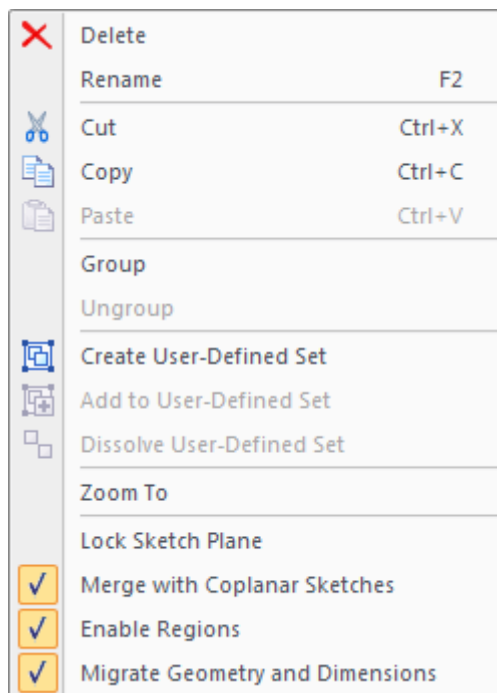 Delete
Rename F2
Cut Ctrl+X
Copy Ctrl+C
Paste Ctrl+V
Group
Ungroup
Create User-Defined Set
Add to User-Defined Set
Dissolve User-Defined Set
Zoom To
Lock Sketch Plane
Merge with Coplanar Sketches
Enable Regions
Migrate Geometry and Dimensions